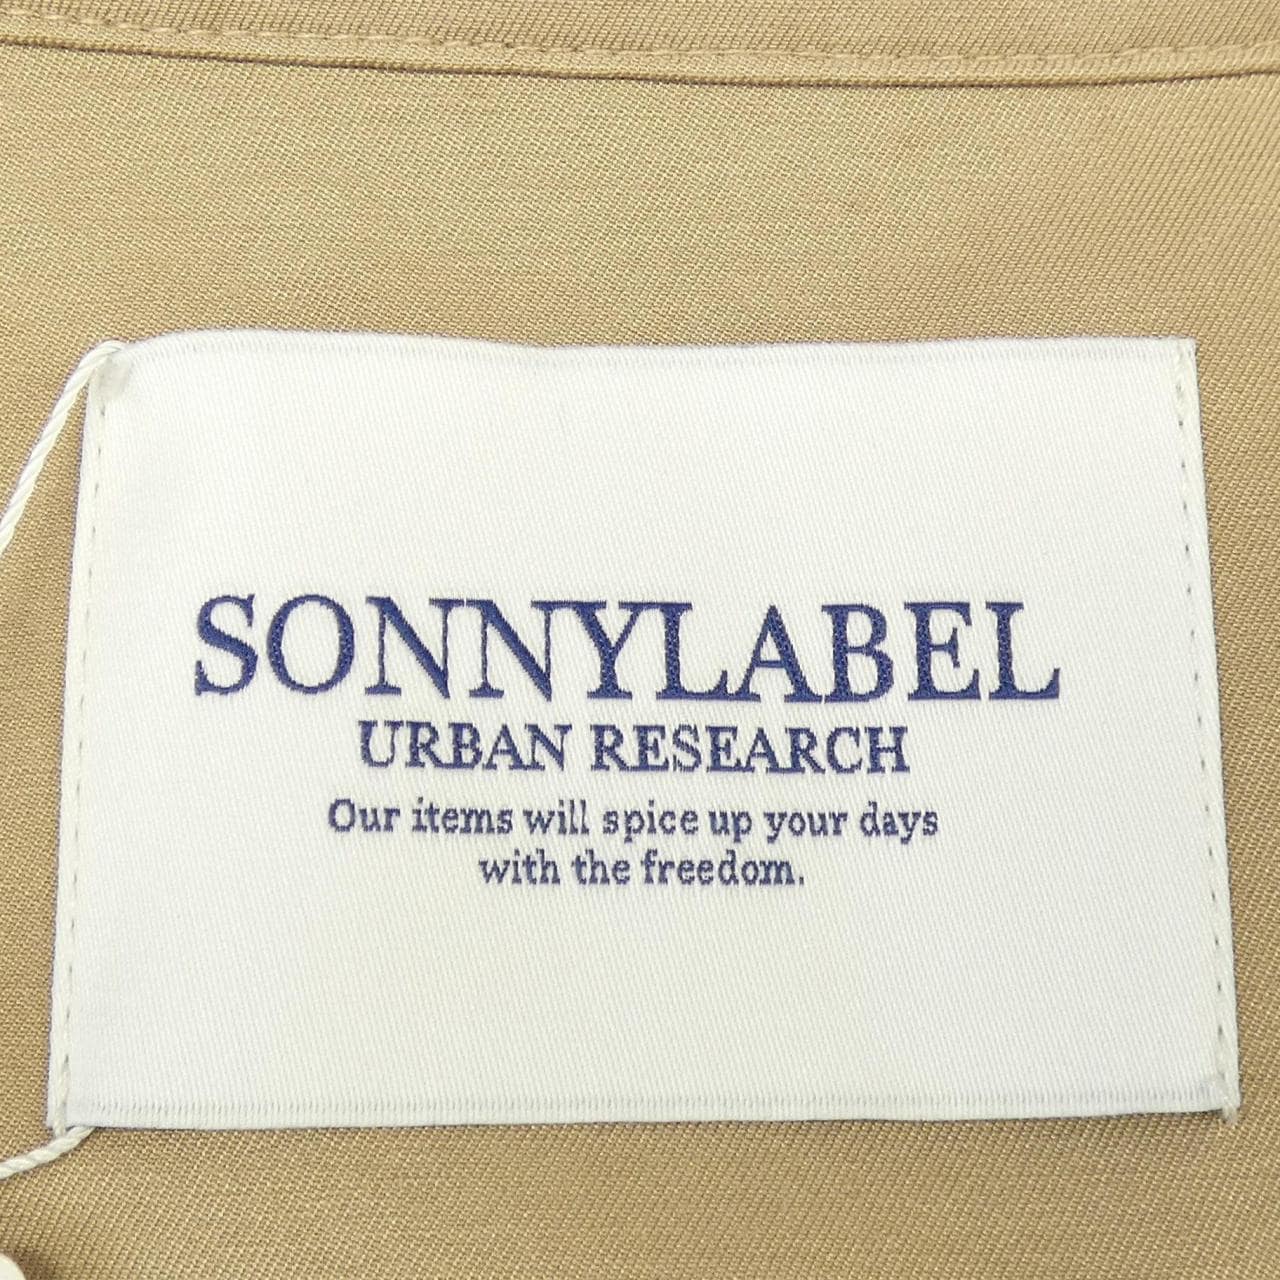 SONNYLABEL
URBAN RESEARCH
Our items will spice up your days
with the freedom.